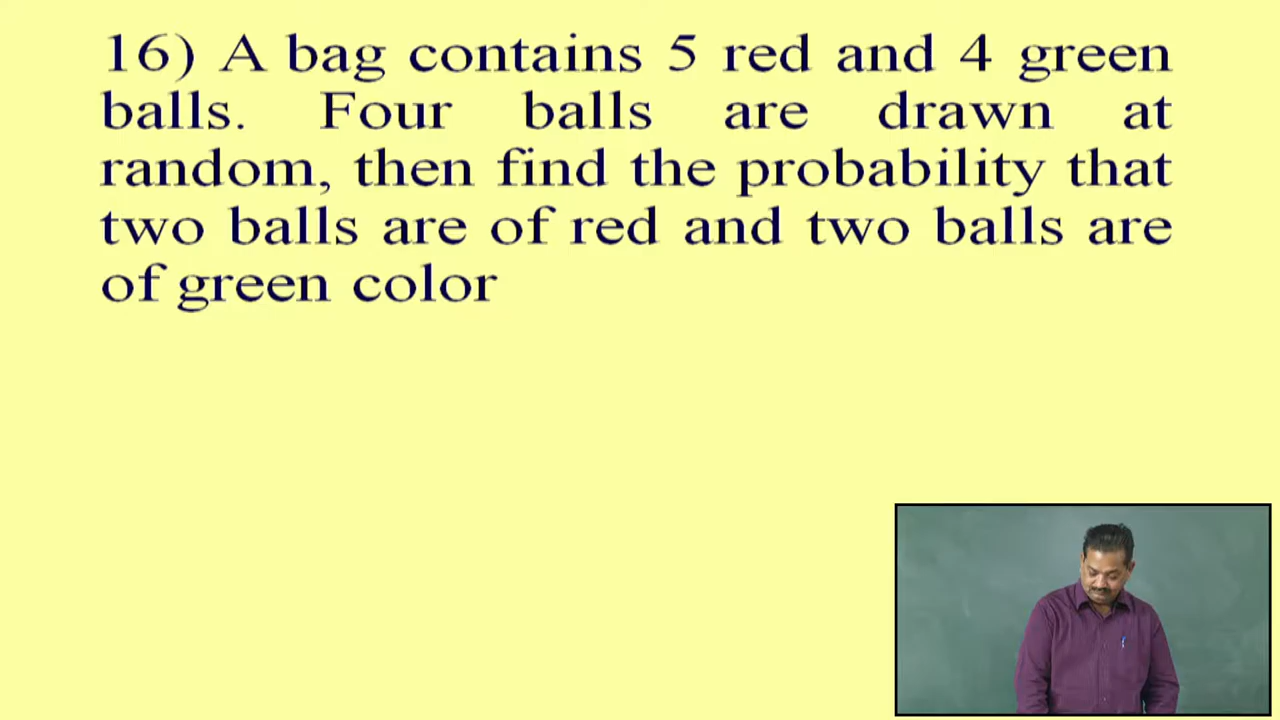 16) A bag contains 5 red and 4 green
balls. Four balls are drawn at
random, then find the probability that
two balls are of red and two balls are
of green color